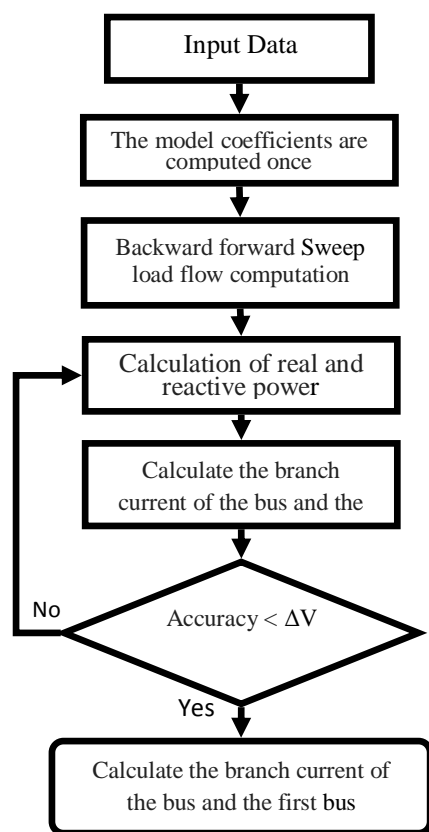 Input Data
The model coefficients are
computed once
Backward forward Sweep
load flow computation
Calculation of real and
reactive power
Calculate the branch
current of the bus and the
No
Accuracy < ΔV
Yes
Calculate the branch current of
the bus and the first bus